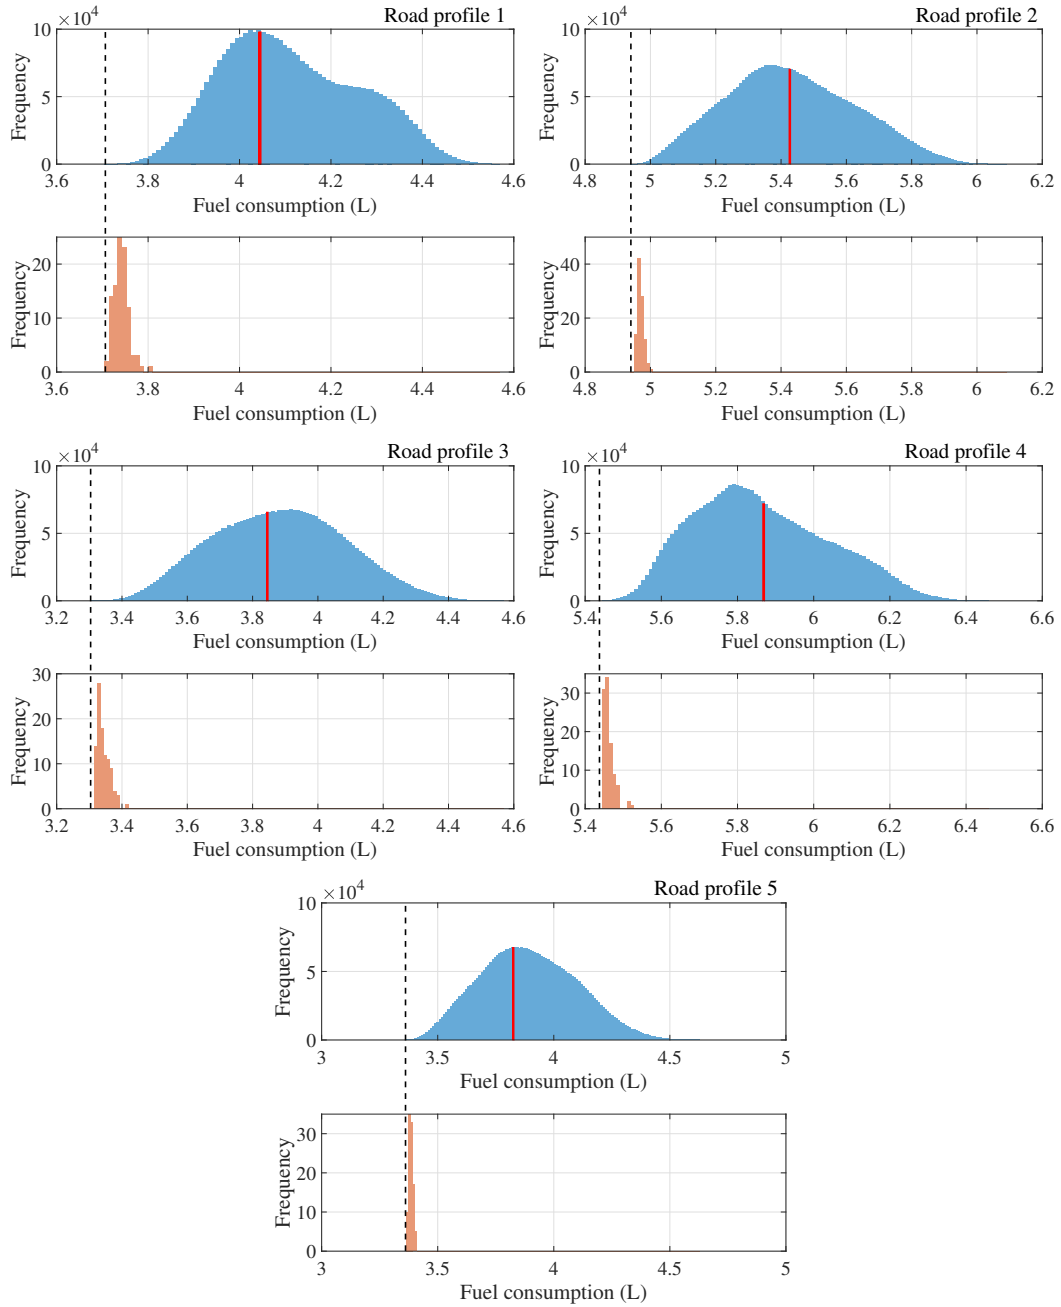 ×10⁴ Road profile 1
10
5
0
Frequency
3.6 3.8 4 4.2 4.4 4.6
Fuel consumption (L)
20
10
0
Frequency
3.6 3.8 4 4.2 4.4 4.6
Fuel consumption (L)
×10⁴ Road profile 2
10
5
0
Frequency
4.8 5 5.2 5.4 5.6 5.8 6 6.2
Fuel consumption (L)
40
20
0
Frequency
4.8 5 5.2 5.4 5.6 5.8 6 6.2
Fuel consumption (L)
×10⁴ Road profile 3
10
5
0
Frequency
3.2 3.4 3.6 3.8 4 4.2 4.4 4.6
Fuel consumption (L)
30
20
10
0
Frequency
3.2 3.4 3.6 3.8 4 4.2 4.4 4.6
Fuel consumption (L)
×10⁴ Road profile 4
10
5
0
Frequency
5.4 5.6 5.8 6 6.2 6.4 6.6
Fuel consumption (L)
30
20
10
0
Frequency
5.4 5.6 5.8 6 6.2 6.4 6.6
Fuel consumption (L)
×10⁴ Road profile 5
10
5
0
Frequency
3 3.5 4 4.5 5
Fuel consumption (L)
30
20
10
0
Frequency
3 3.5 4 4.5 5
Fuel consumption (L)